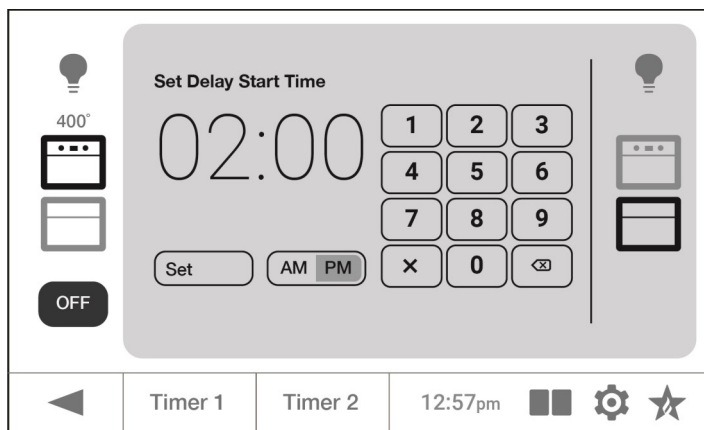 Set Delay Start Time
400°
02:00
1 2 3
4 5 6
7 8 9
× 0
Set
AM PM
OFF
Timer 1 Timer 2 12:57pm